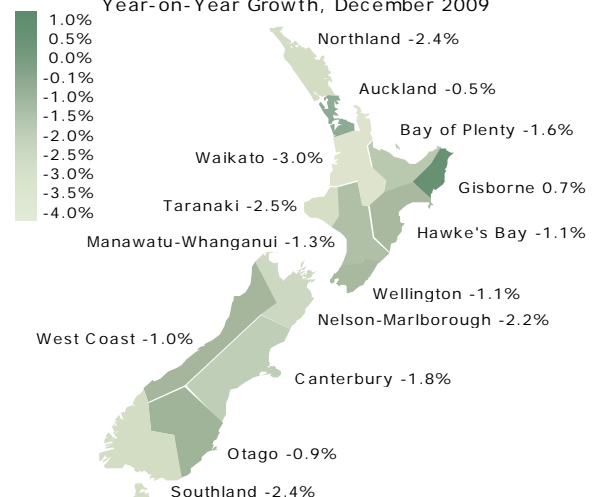 Year-on-Year Growth, December 2009
1.0%
0.5%
0.0%
-0.1%
-1.0%
-1.5%
-2.0%
-2.5%
-3.0%
-3.5%
-4.0%
Northland -2.4%
Auckland -0.5%
Bay of Plenty -1.6%
Waikato -3.0%
Gisborne 0.7%
Taranaki -2.5%
Hawke's Bay -1.1%
Manawatu-Whanganui -1.3%
Wellington -1.1%
Nelson-Marlborough -2.2%
West Coast -1.0%
Canterbury -1.8%
Otago -0.9%
Southland -2.4%